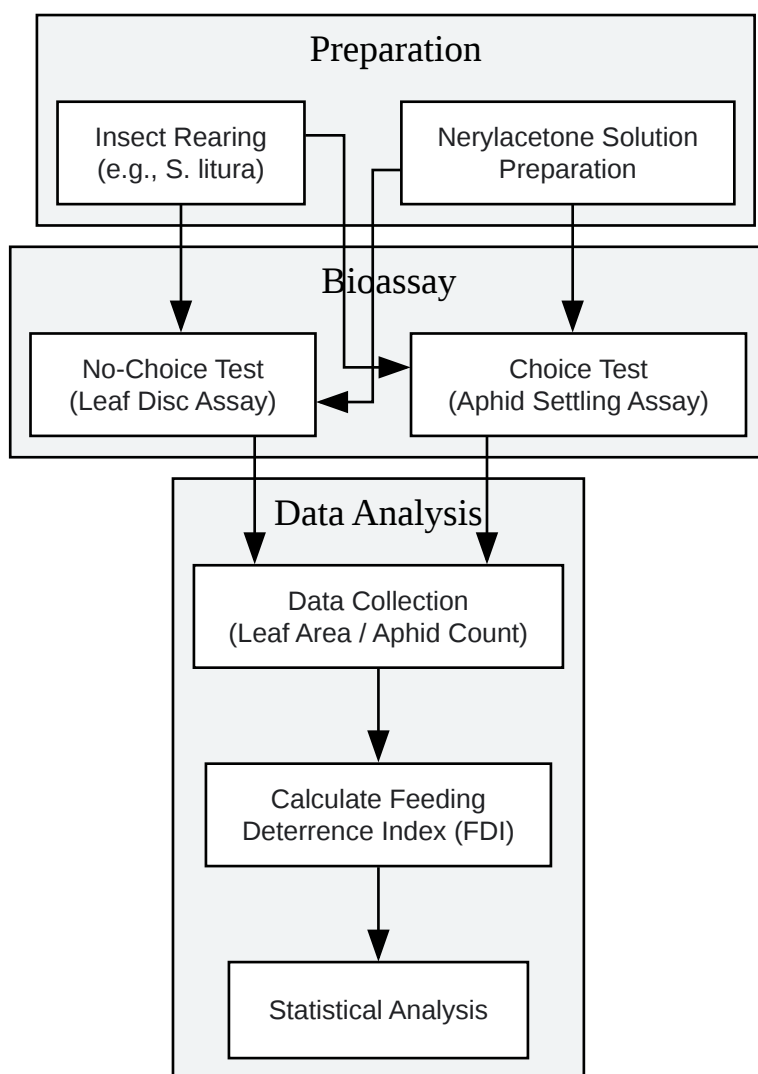 Preparation
Insect Rearing
(e.g., S. litura)
Nerylacetone Solution
Preparation
Bioassay
No-Choice Test
(Leaf Disc Assay)
Choice Test
(Aphid Settling Assay)
Data Analysis
Data Collection
(Leaf Area / Aphid Count)
Calculate Feeding
Deterrence Index (FDI)
Statistical Analysis